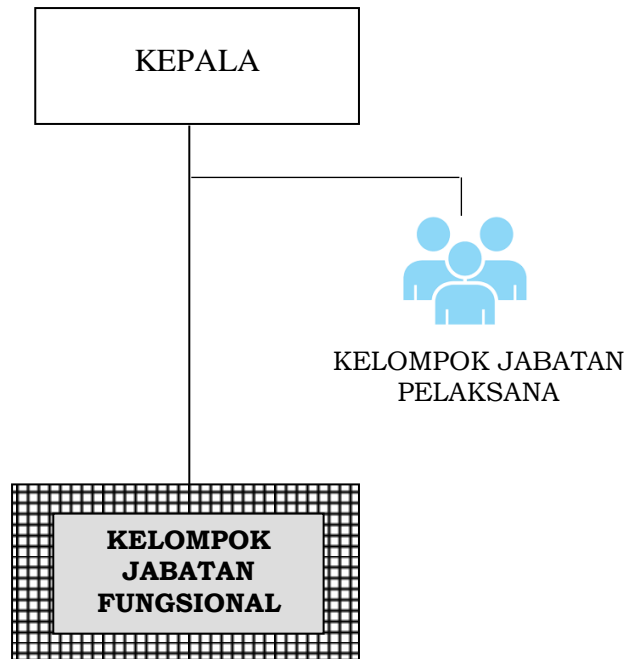 KEPALA
KELOMPOK JABATAN
PELAKSANA
KELOMPOK
JABATAN
FUNGSIONAL